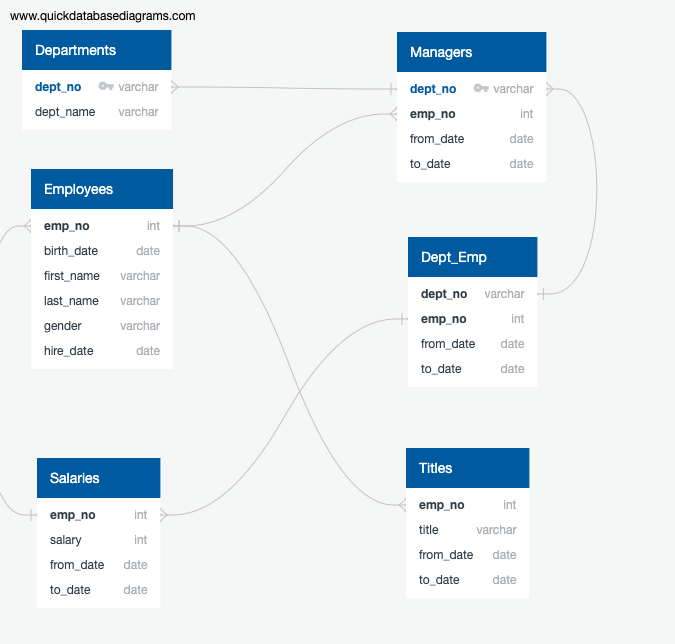 www.quickdatabasediagrams.com
Departments
dept_no varchar
dept_name varchar
Managers
dept_no varchar
emp_no int
from_date date
to_date date
Employees
emp_no int
birth_date date
first_name varchar
last_name varchar
gender varchar
hire_date date
Dept_Emp
dept_no varchar
emp_no int
from_date date
to_date date
Salaries
emp_no int
salary int
from_date date
to_date date
Titles
emp_no int
title varchar
from_date date
to_date date